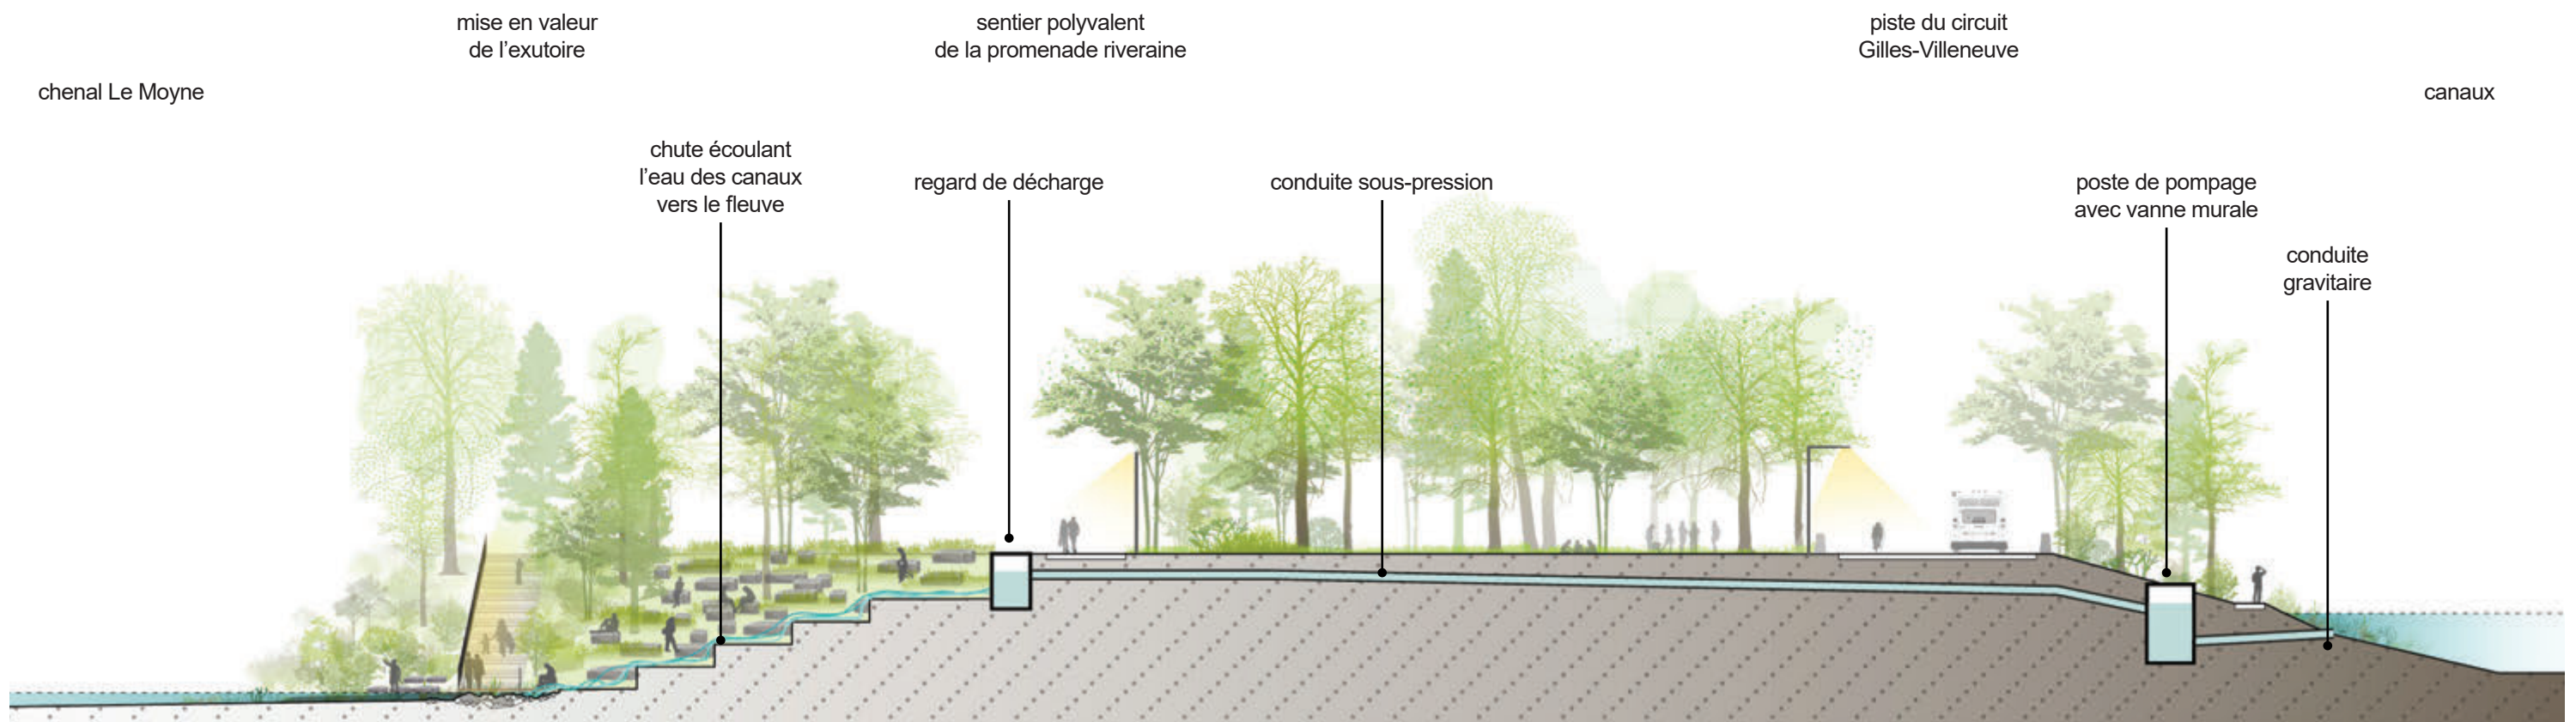 mise en valeur
de l’exutoire
sentier polyvalent
de la promenade riveraine
piste du circuit
Gilles-Villeneuve
chenal Le Moyne
canaux
chute écoulant
l’eau des canaux
vers le fleuve
regard de décharge
conduite sous-pression
poste de pompage
avec vanne murale
conduite
gravitaire